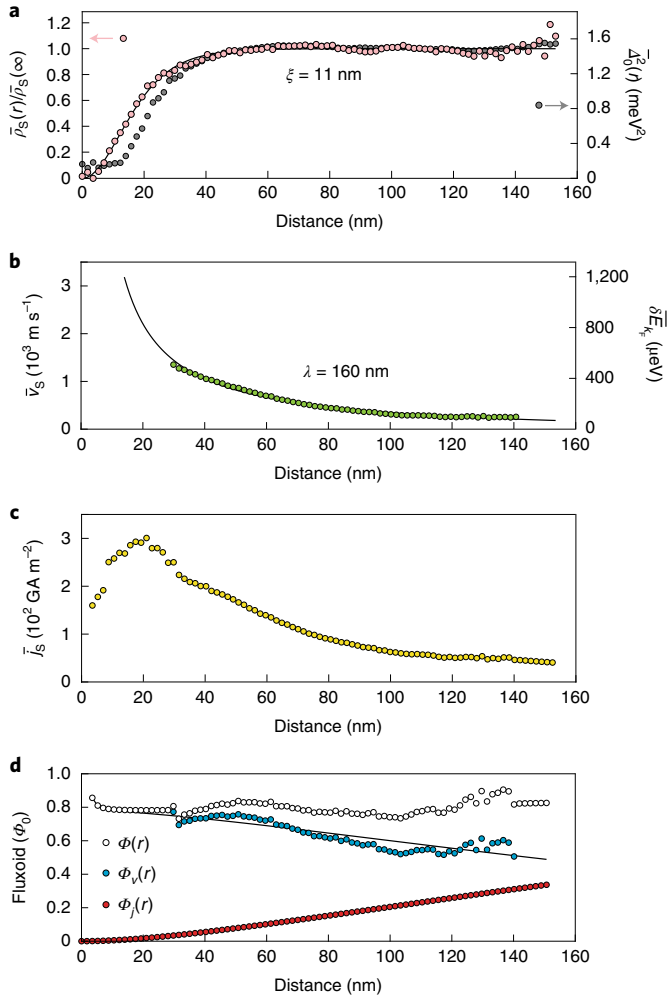 a
1.2
1.0
0.8
0.6
0.4
0.2
0
ρ̄S(r)/ρ̄S(∞)
ξ = 11 nm
1.6
1.2
0.8
0.4
0
Δ̄₀²(r) (meV²)
0 20 40 60 80 100 120 140 160
Distance (nm)
b
3
2
1
0
v̄S (10³ m s⁻¹)
λ = 160 nm
1,200
800
400
0
δE̅kF (μeV)
0 20 40 60 80 100 120 140 160
Distance (nm)
c
3
2
1
0
j̄S (10² GA m⁻²)
0 20 40 60 80 100 120 140 160
Distance (nm)
d
1.0
0.8
0.6
0.4
0.2
0
Fluxoid (Φ₀)
Φ(r)
Φv(r)
Φj(r)
0 20 40 60 80 100 120 140 160
Distance (nm)